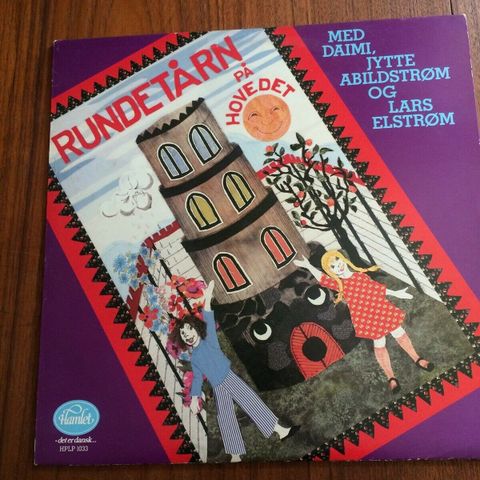 RUNDETÅRN
PÅ
HOVEDET
MED
DAIMI,
JYTTE
ABILDSTRØM
OG
LARS
ELSTRØM
Hamlet
-det er dansk...
HPLP 1033